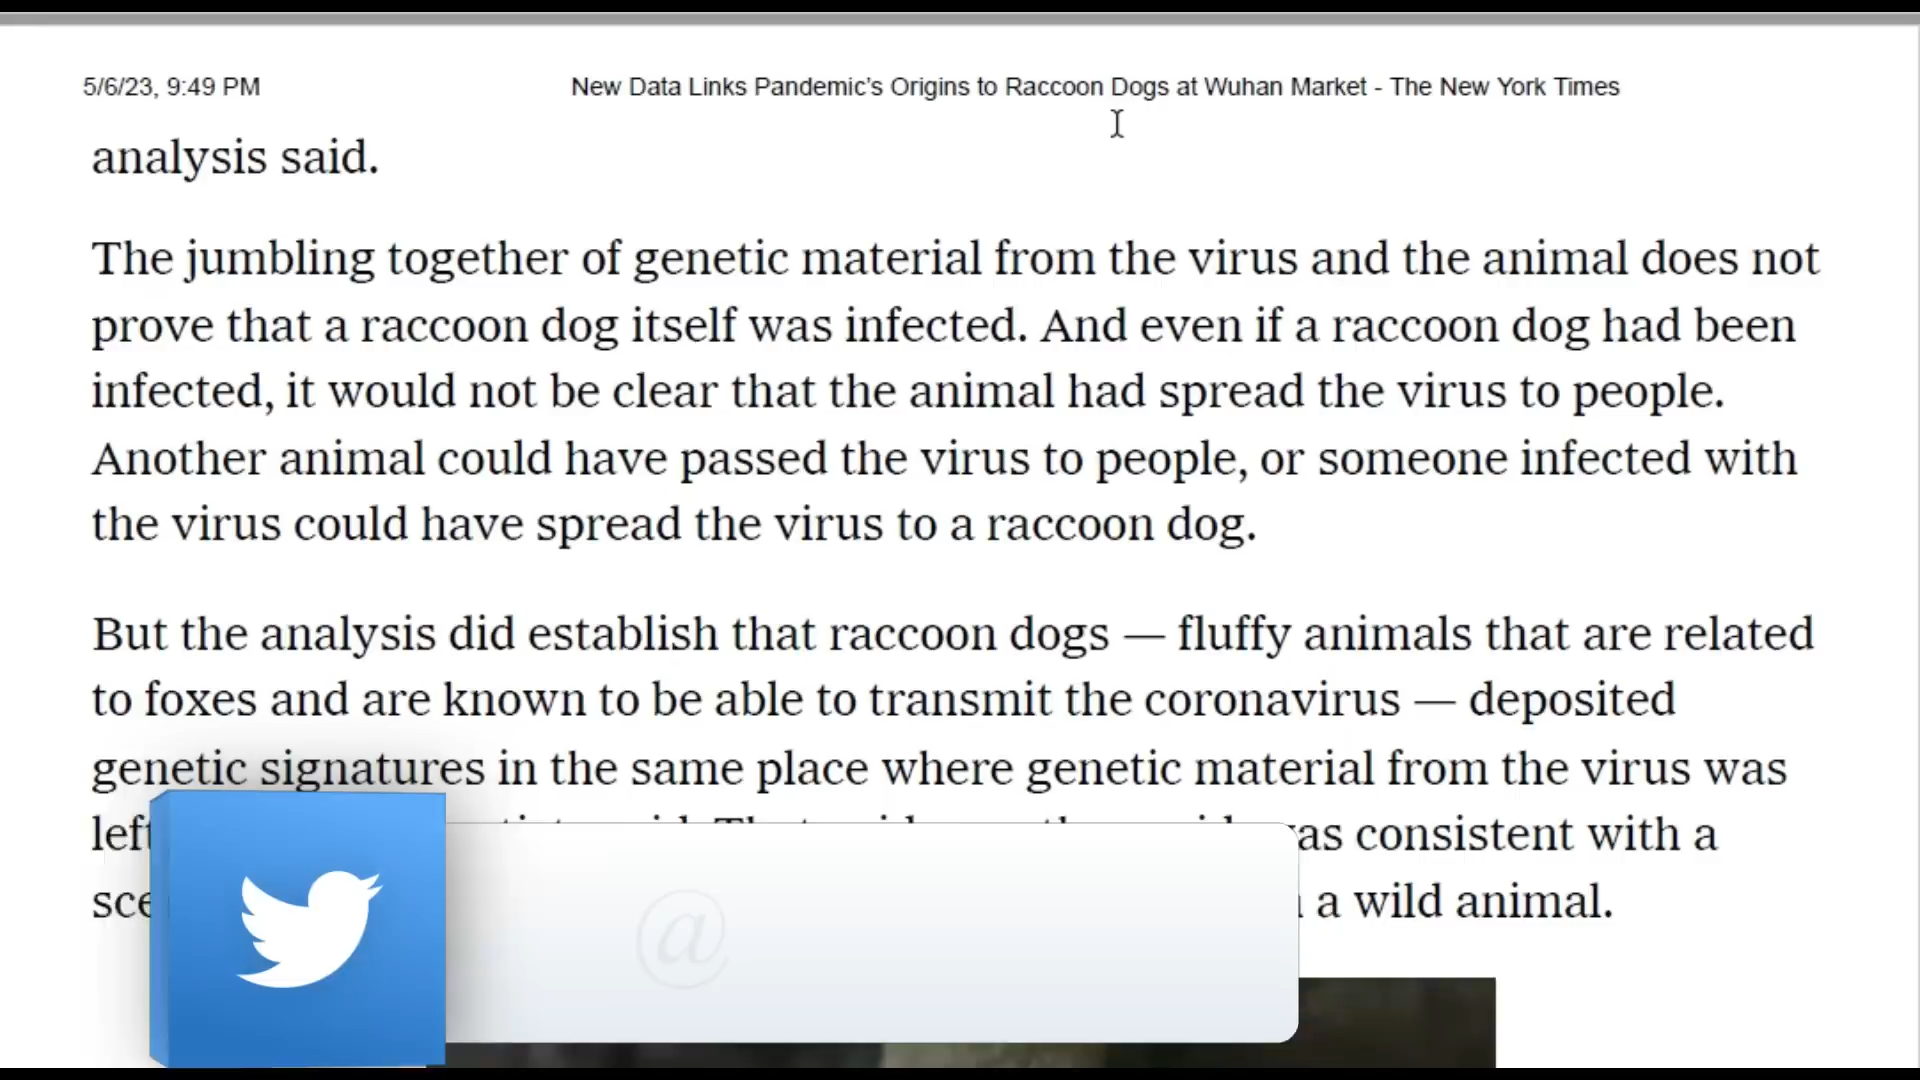 5/6/23, 9:49 PM New Data Links Pandemic's Origins to Raccoon Dogs at Wuhan Market - The New York Times
analysis said.
The jumbling together of genetic material from the virus and the animal does not
prove that a raccoon dog itself was infected. And even if a raccoon dog had been
infected, it would not be clear that the animal had spread the virus to people.
Another animal could have passed the virus to people, or someone infected with
the virus could have spread the virus to a raccoon dog.
But the analysis did establish that raccoon dogs — fluffy animals that are related
to foxes and are known to be able to transmit the coronavirus — deposited
genetic signatures in the same place where genetic material from the virus was
left consistent with a
a wild animal.
@